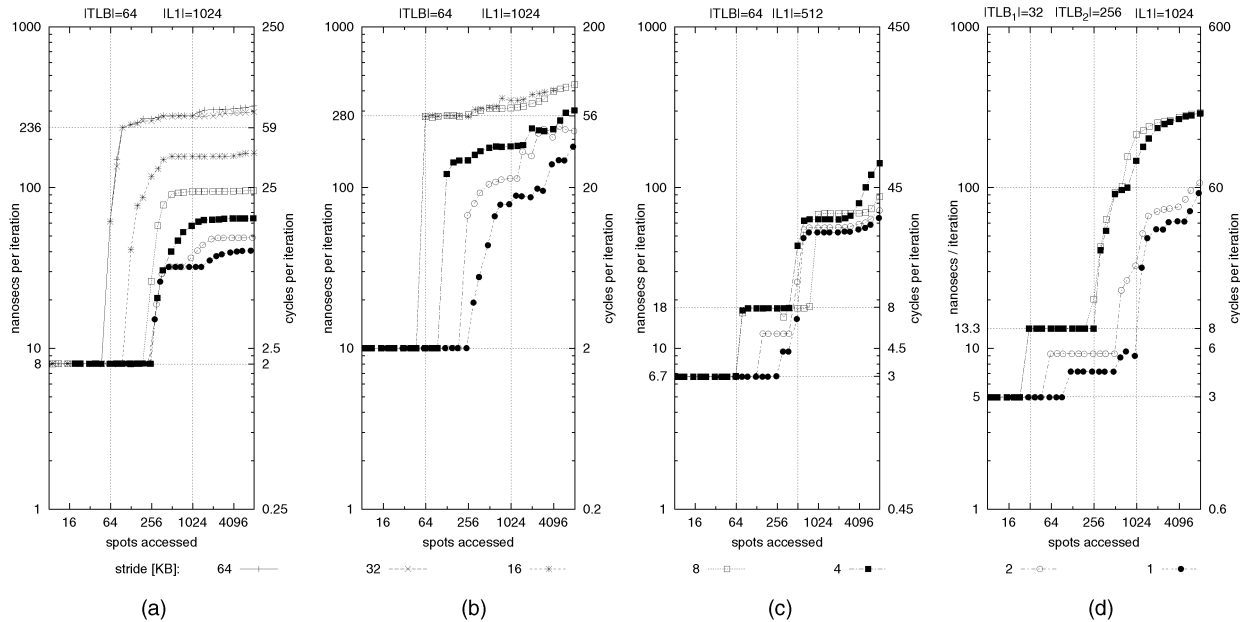 |TLB|=64 |L1|=1024
1000
236
100
10
8
1
nanosecs per iteration
250
59
25
2.5
2
0.25
cycles per iteration
16 64 256 1024 4096
spots accessed
|TLB|=64 |L1|=1024
1000
280
100
10
1
nanosecs per iteration
200
56
20
2
0.2
cycles per iteration
16 64 256 1024 4096
spots accessed
|TLB|=64 |L1|=512
1000
100
18
10
6.7
1
nanosecs per iteration
450
45
8
4.5
3
0.45
cycles per iteration
16 64 256 1024 4096
spots accessed
|TLB₁|=32 |TLB₂|=256 |L1|=1024
1000
100
13.3
10
5
1
nanosecs / iteration
600
60
8
6
3
0.6
cycles per iteration
16 64 256 1024 4096
spots accessed
stride [KB]: 64 32 16 8 4 2 1
(a) (b) (c) (d)